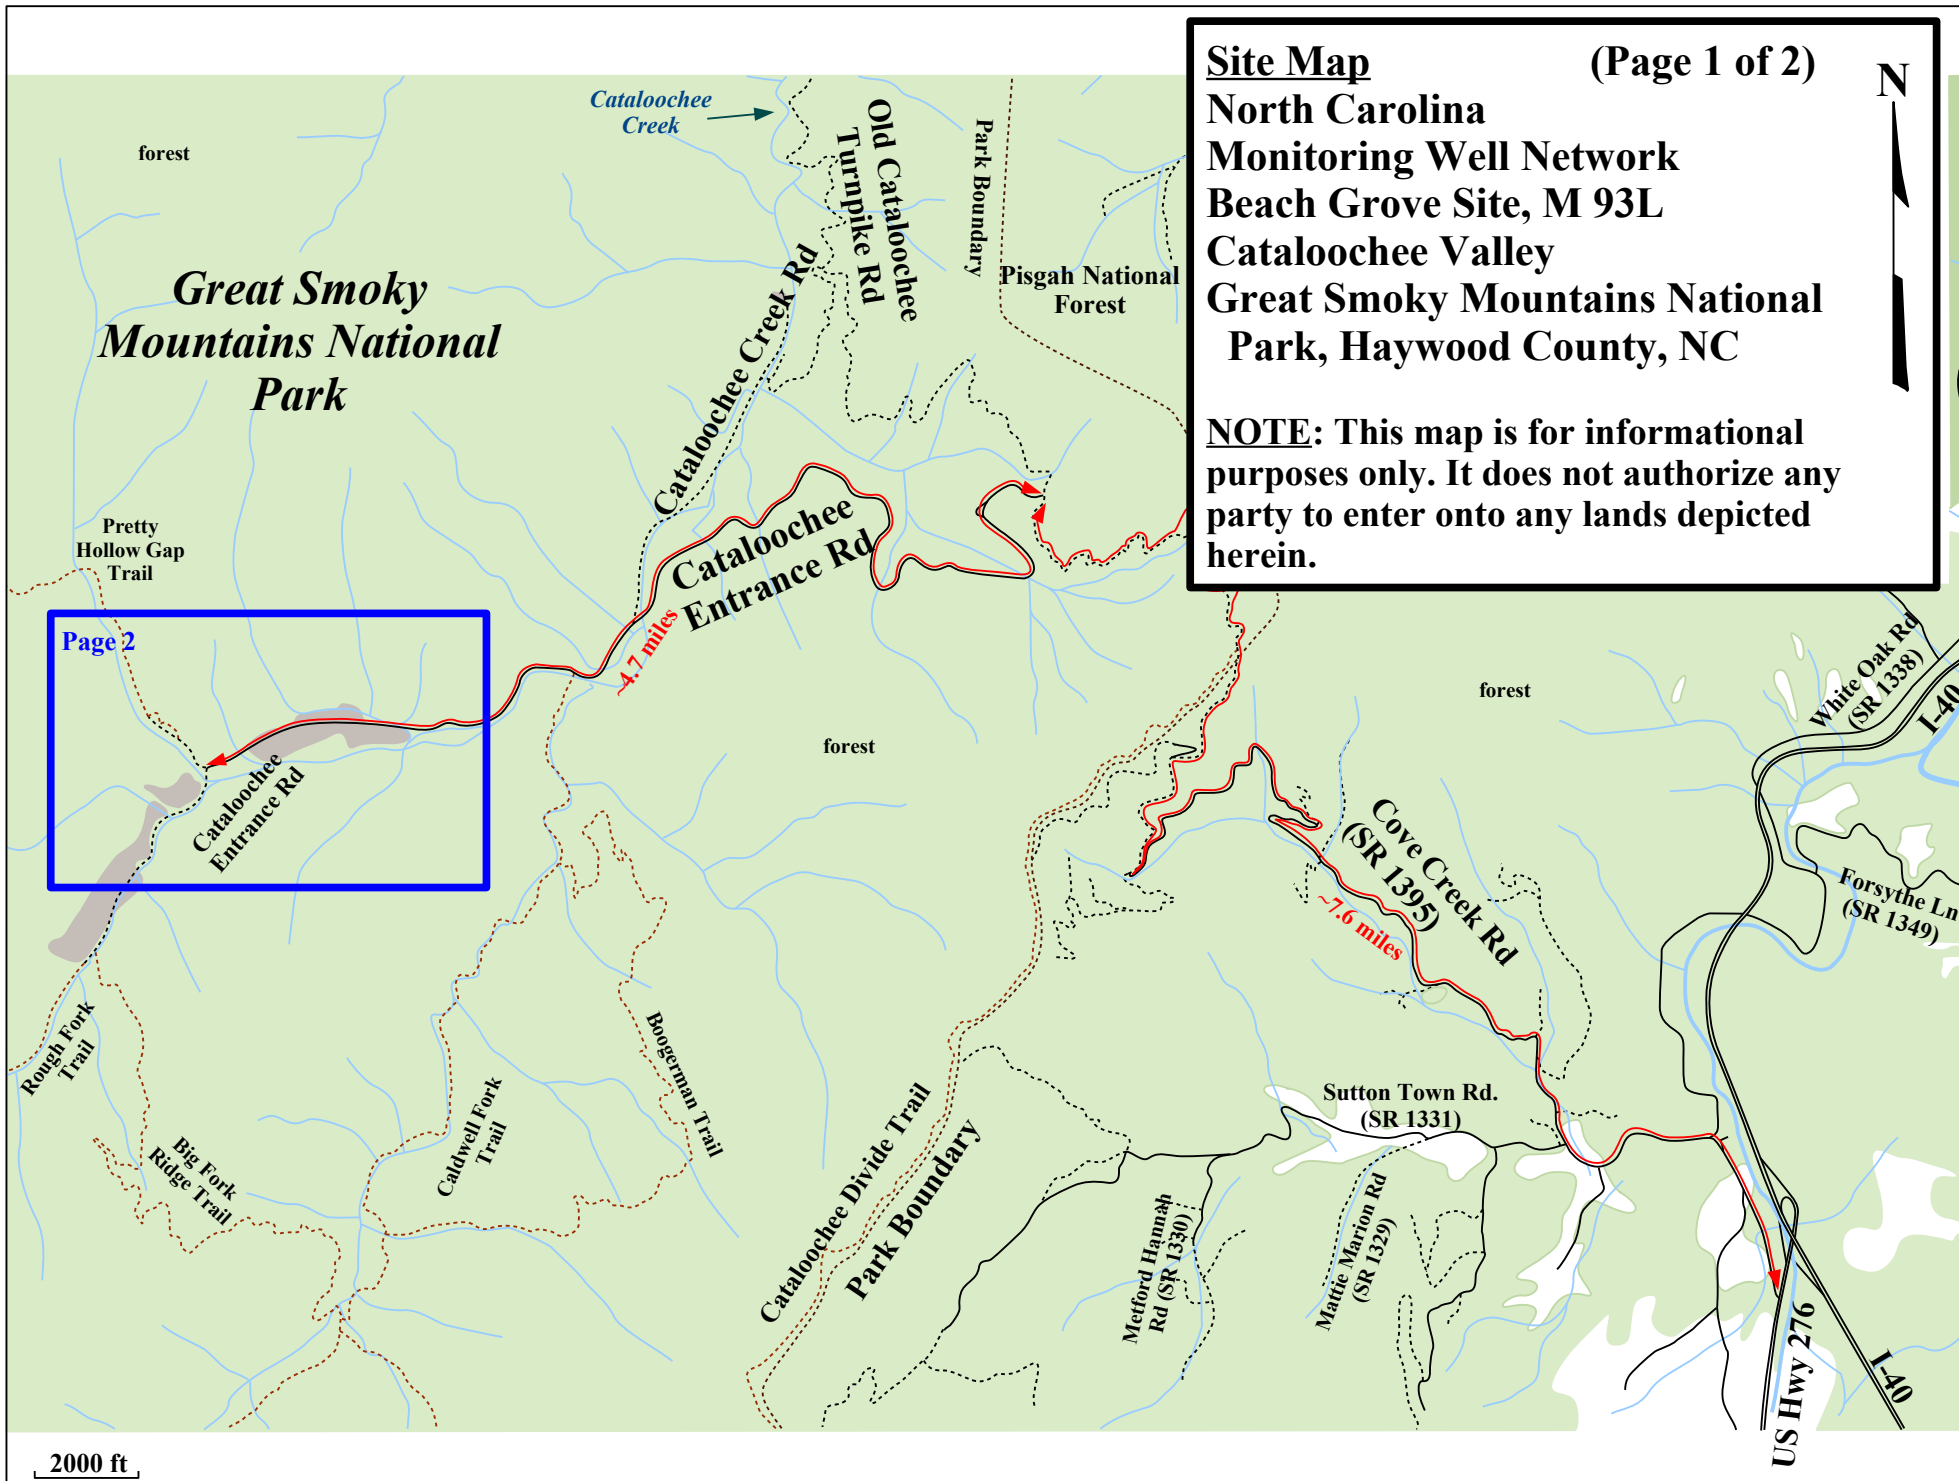 Site Map (Page 1 of 2)
North Carolina
Monitoring Well Network
Beach Grove Site, M 93L
Cataloochee Valley
Great Smoky Mountains National
Park, Haywood County, NC
NOTE: This map is for informational
purposes only. It does not authorize any
party to enter onto any lands depicted
herein.
N
Cataloochee
Creek
forest
Old Cataloochee
Turnpike Rd
Park Boundary
Pisgah National
Forest
Great Smoky
Mountains National
Park
Cataloochee Creek Rd
Pretty
Hollow Gap
Trail
Cataloochee
Entrance Rd
~4.7 miles
Page 2
Cataloochee
Entrance Rd
forest
forest
White Oak Rd
(SR 1338)
I-40
Cove Creek Rd
(SR 1395)
~7.6 miles
Forsythe Ln
(SR 1349)
Rough Fork
Trail
Big Fork
Ridge Trail
Caldwell Fork
Trail
Boogerman Trail
Cataloochee Divide Trail
Park Boundary
Sutton Town Rd.
(SR 1331)
Metford Hannah
Rd (SR 1330)
Mattie Marion Rd
(SR 1329)
US Hwy 276
I-40
2000 ft